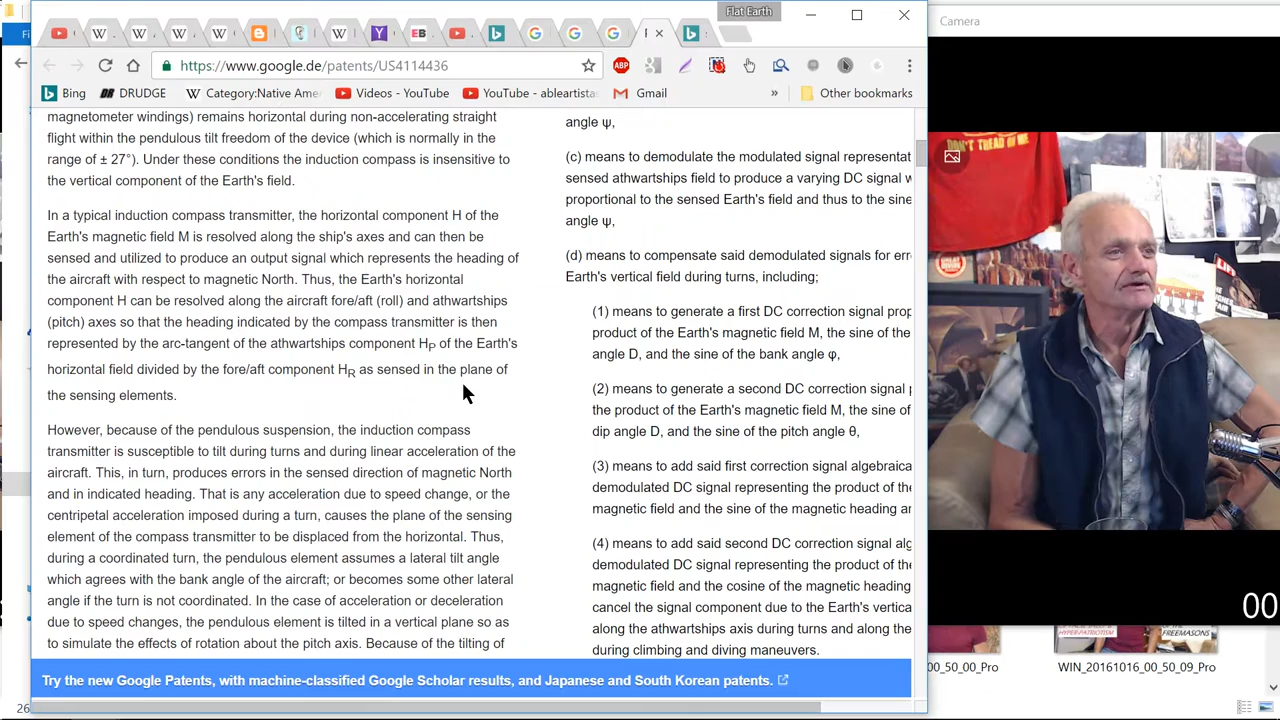 Flat Earth
Camera
https://www.google.de/patents/US4114436
ABP
Bing
DRUDGE
Category:Native Ame
Videos - YouTube
YouTube - ableartista
Gmail
»
Other bookmarks
magnetometer windings) remains horizontal during non-accelerating straight
flight within the pendulous tilt freedom of the device (which is normally in the
range of ± 27°). Under these conditions the induction compass is insensitive to
the vertical component of the Earth's field.
In a typical induction compass transmitter, the horizontal component H of the
Earth's magnetic field M is resolved along the ship's axes and can then be
sensed and utilized to produce an output signal which represents the heading of
the aircraft with respect to magnetic North. Thus, the Earth's horizontal
component H can be resolved along the aircraft fore/aft (roll) and athwartships
(pitch) axes so that the heading indicated by the compass transmitter is then
represented by the arc-tangent of the athwartships component HP of the Earth's
horizontal field divided by the fore/aft component HR as sensed in the plane of
the sensing elements.
However, because of the pendulous suspension, the induction compass
transmitter is susceptible to tilt during turns and during linear acceleration of the
aircraft. This, in turn, produces errors in the sensed direction of magnetic North
and in indicated heading. That is any acceleration due to speed change, or the
centripetal acceleration imposed during a turn, causes the plane of the sensing
element of the compass transmitter to be displaced from the horizontal. Thus,
during a coordinated turn, the pendulous element assumes a lateral tilt angle
which agrees with the bank angle of the aircraft; or becomes some other lateral
angle if the turn is not coordinated. In the case of acceleration or deceleration
due to speed changes, the pendulous element is tilted in a vertical plane so as
to simulate the effects of rotation about the pitch axis. Because of the tilting of
angle ψ,
(c) means to demodulate the modulated signal representat
sensed athwartships field to produce a varying DC signal w
proportional to the sensed Earth's field and thus to the sine
angle ψ,
(d) means to compensate said demodulated signals for err
Earth's vertical field during turns, including;
(1) means to generate a first DC correction signal prop
product of the Earth's magnetic field M, the sine of the
angle D, and the sine of the bank angle φ,
(2) means to generate a second DC correction signal p
the product of the Earth's magnetic field M, the sine of
dip angle D, and the sine of the pitch angle θ,
(3) means to add said first correction signal algebraica
demodulated DC signal representing the product of the
magnetic field and the sine of the magnetic heading an
(4) means to add said second DC correction signal alg
demodulated DC signal representing the product of the
magnetic field and the cosine of the magnetic heading
cancel the signal component due to the Earth's vertica
along the athwartships axis during turns and along the
during climbing and diving maneuvers.
Try the new Google Patents, with machine-classified Google Scholar results, and Japanese and South Korean patents.
DON'T TREAD ON ME
00
HYPER-PATRIOTISM
OF THE
FREEMASONS
00_50_00_Pro
WIN_20161016_00_50_09_Pro
26